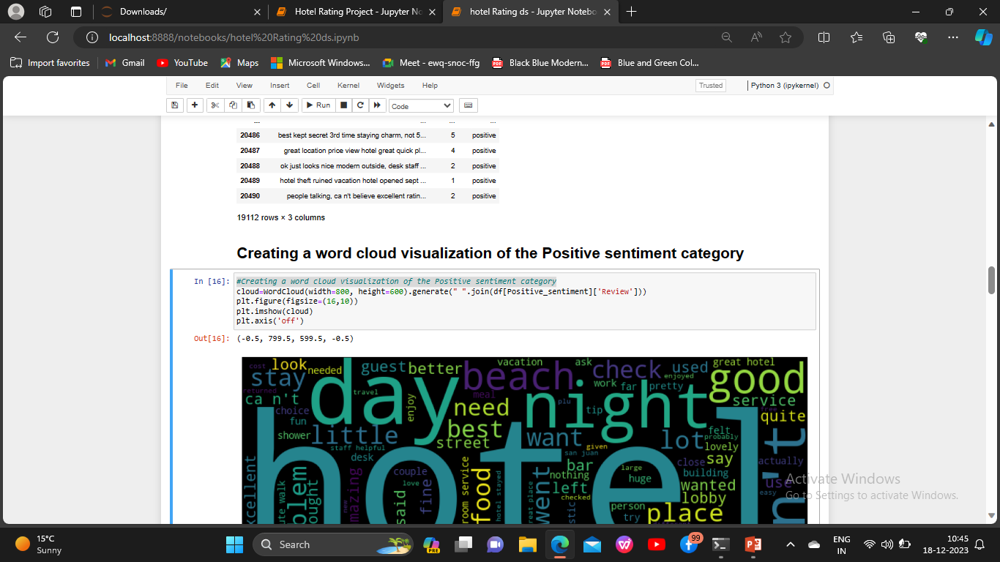 Downloads/
Hotel Rating Project - Jupyter No
hotel Rating ds - Jupyter Notebo
localhost:8888/notebooks/hotel%20Rating%20ds.ipynb
Import favorites
Gmail
YouTube
Maps
Microsoft Windows...
Meet - ewq-snoc-ffg
Black Blue Modern...
Blue and Green Col...
File Edit View Insert Cell Kernel Widgets Help
Trusted
Python 3 (ipykernel)
Run
Code
... ... ... ...
20486 best kept secret 3rd time staying charm, not 5... 5 positive
20487 great location price view hotel great quick pl... 4 positive
20488 ok just looks nice modern outside, desk staff ... 2 positive
20489 hotel theft ruined vacation hotel opened sept ... 1 positive
20490 people talking, ca n't believe excellent ratin... 2 positive
19112 rows × 3 columns
Creating a word cloud visualization of the Positive sentiment category
In [16]:
#Creating a word cloud visualization of the Positive sentiment category
cloud=WordCloud(width=800, height=600).generate(" ".join(df[Positive_sentiment]['Review']))
plt.figure(figsize=(16,10))
plt.imshow(cloud)
plt.axis('off')
Out[16]: (-0.5, 799.5, 599.5, -0.5)
cost
look
needed
guest
better
vacation
ask
check
used
great hotel
stay
day
beach
work
far
pretty
enjoyed
good
returned
ca n't
travel
meal
night
service
choice
enjoy
need
plu
tip
free
quite
fun
best
felt
shower
little
street
want
lot
probably
n't
staff helpful
given
lovely
desk
san juan
say
actually
hotel
couple
bar
large
close
excellent
room service
nothing
huge
building
love
left
wanted
use
amazing
fine
food
went
checked
lobby
easy
said
hotel stayed
great place
person
place
try
new
Activate Windows
Go to Settings to activate Windows.
15°C
Sunny
Search
PRE
99
ENG
IN
10:45
18-12-2023